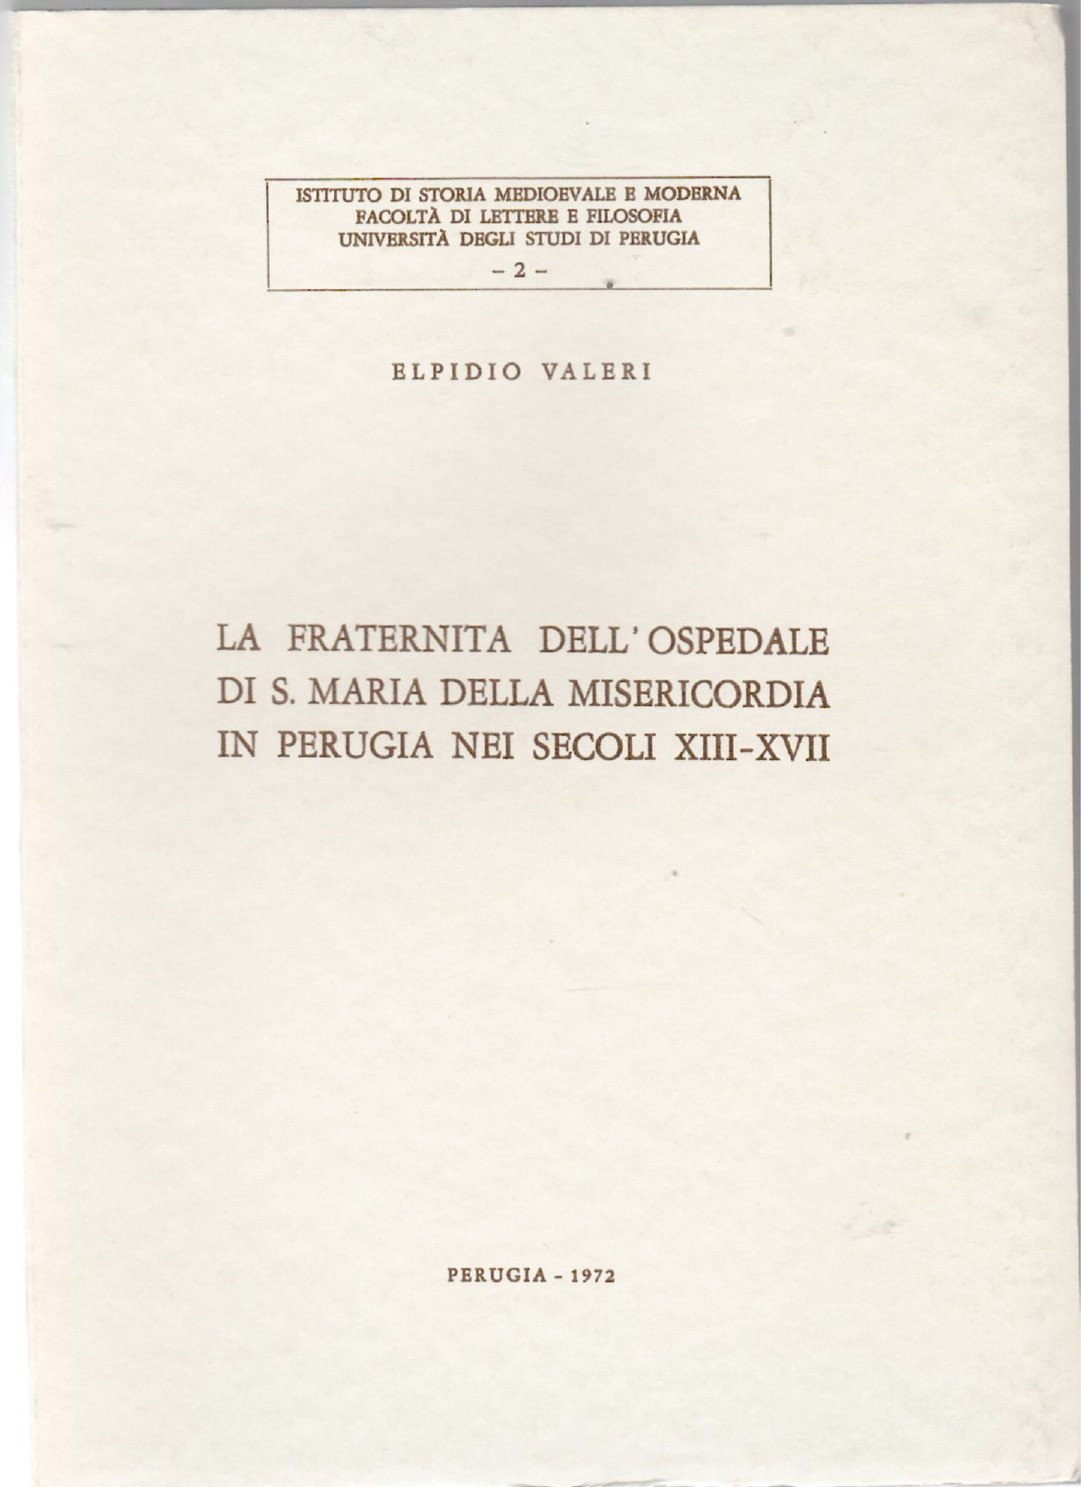 ISTITUTO DI STORIA MEDIOEVALE E MODERNA
FACOLTÀ DI LETTERE E FILOSOFIA
UNIVERSITÀ DEGLI STUDI DI PERUGIA
– 2 –
ELPIDIO VALERI
LA FRATERNITA DELL' OSPEDALE
DI S. MARIA DELLA MISERICORDIA
IN PERUGIA NEI SECOLI XIII-XVII
PERUGIA - 1972